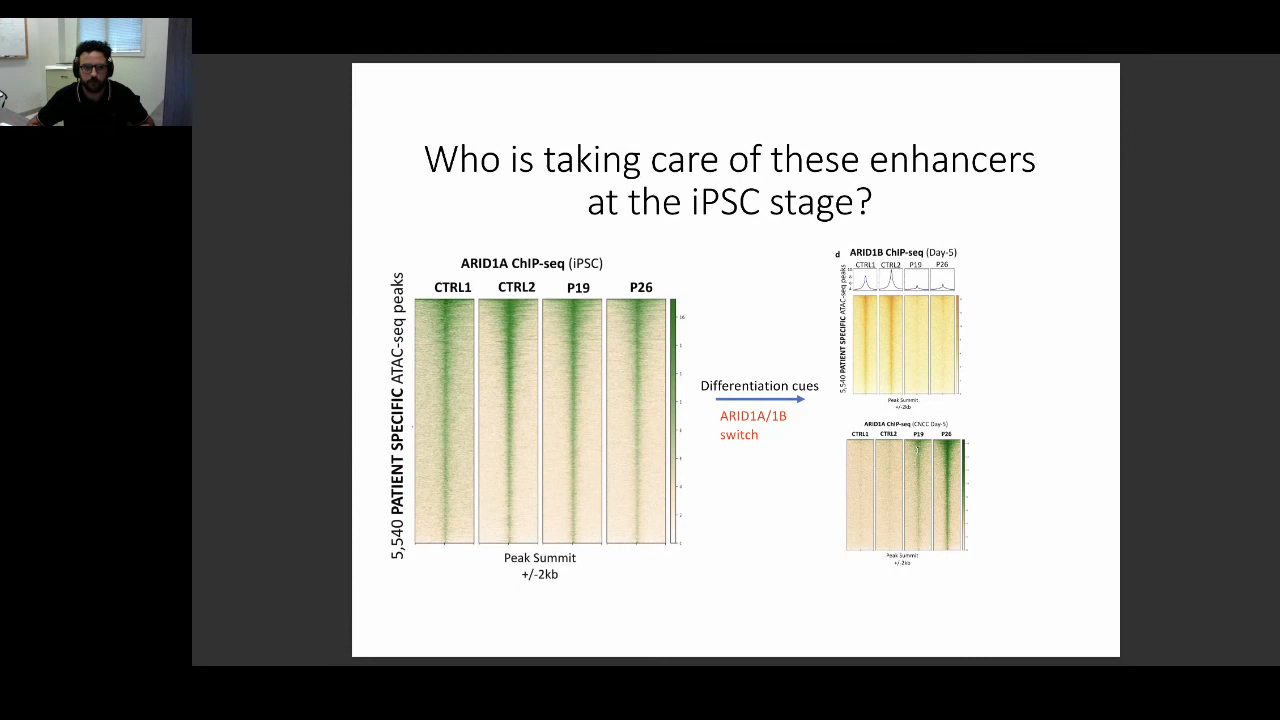 Who is taking care of these enhancers
at the iPSC stage?
ARID1A ChIP-seq (iPSC)
CTRL1 CTRL2 P19 P26
5,540 PATIENT SPECIFIC ATAC-seq peaks
Peak Summit
+/-2kb
Differentiation cues
ARID1A/1B
switch
d ARID1B ChIP-seq (Day-5)
CTRL1 CTRL2 P19 P26
5,540 PATIENT SPECIFIC ATAC-seq peaks
Peak Summit
+/-2kb
ARID1A ChIP-seq (CNCC Day-5)
CTRL1 CTRL2 P19 P26
Peak Summit
+/-2kb